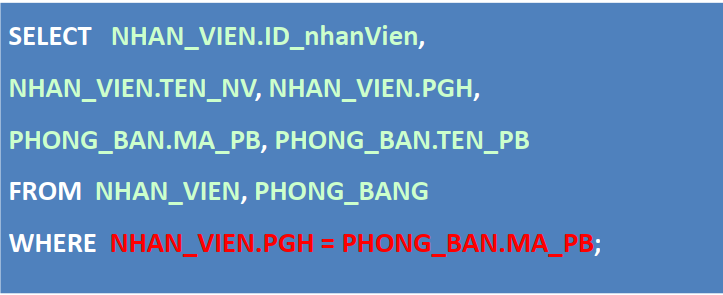 SELECT NHAN_VIEN.ID_nhanVien,
NHAN_VIEN.TEN_NV, NHAN_VIEN.PGH,
PHONG_BAN.MA_PB, PHONG_BAN.TEN_PB
FROM NHAN_VIEN, PHONG_BANG
WHERE NHAN_VIEN.PGH = PHONG_BAN.MA_PB;